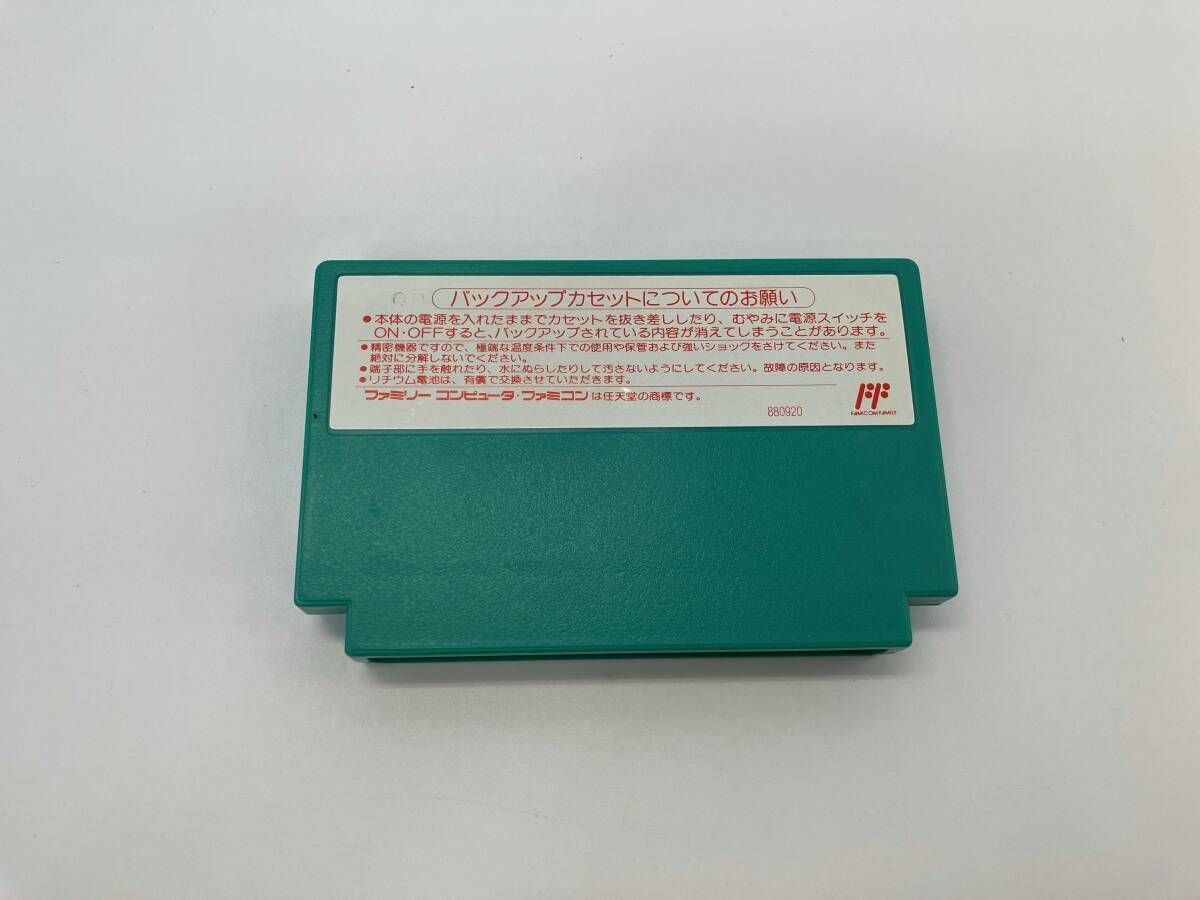 バックアップカセットについてのお願い
●本体の電源を入れたままでカセットを抜き差ししたり、むやみに電源スイッチを
ON・OFFすると、バックアップされている内容が消えてしまうことがあります。
●精密機器ですので、極端な温度条件下での使用や保管および強いショックをさけてください。また
絶対に分解しないでください。
●端子部に手を触れたり、水にぬらしたりして汚さないようにしてください。故障の原因となります。
●リチウム電池は、有償で交換させていただきます。
ファミリー コンピュータ・ファミコンは任天堂の商標です。
880920
FAMICOM FAMILY